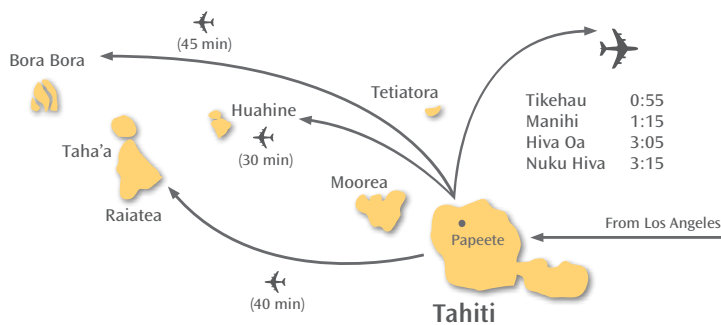 (45 min)
Bora Bora
Tetiatora
Huahine
(30 min)
Taha'a
Raiatea
Moorea
Tikehau 0:55
Manihi 1:15
Hiva Oa 3:05
Nuku Hiva 3:15
From Los Angeles
Papeete
(40 min)
Tahiti